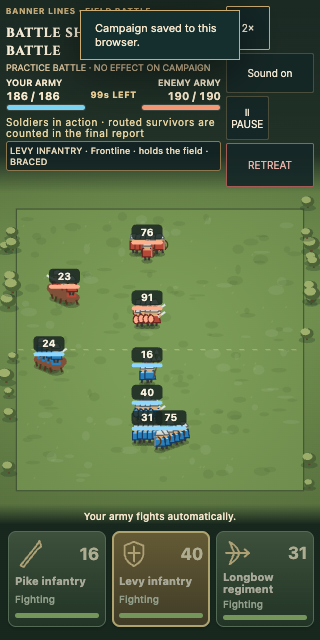 BANNER LINES · FIELD BATTLE
BATTLE SH
BATTLE
Campaign saved to this
browser.
2×
PRACTICE BATTLE · NO EFFECT ON CAMPAIGN
Sound on
YOUR ARMY
ENEMY ARMY
186 / 186
99s LEFT
190 / 190
Soldiers in action · routed survivors are
counted in the final report
II
PAUSE
LEVY INFANTRY · Frontline · holds the field ·
BRACED
RETREAT
76
23
91
24
16
40
31
75
Your army fights automatically.
16
Pike infantry
Fighting
40
Levy infantry
Fighting
31
Longbow
regiment
Fighting